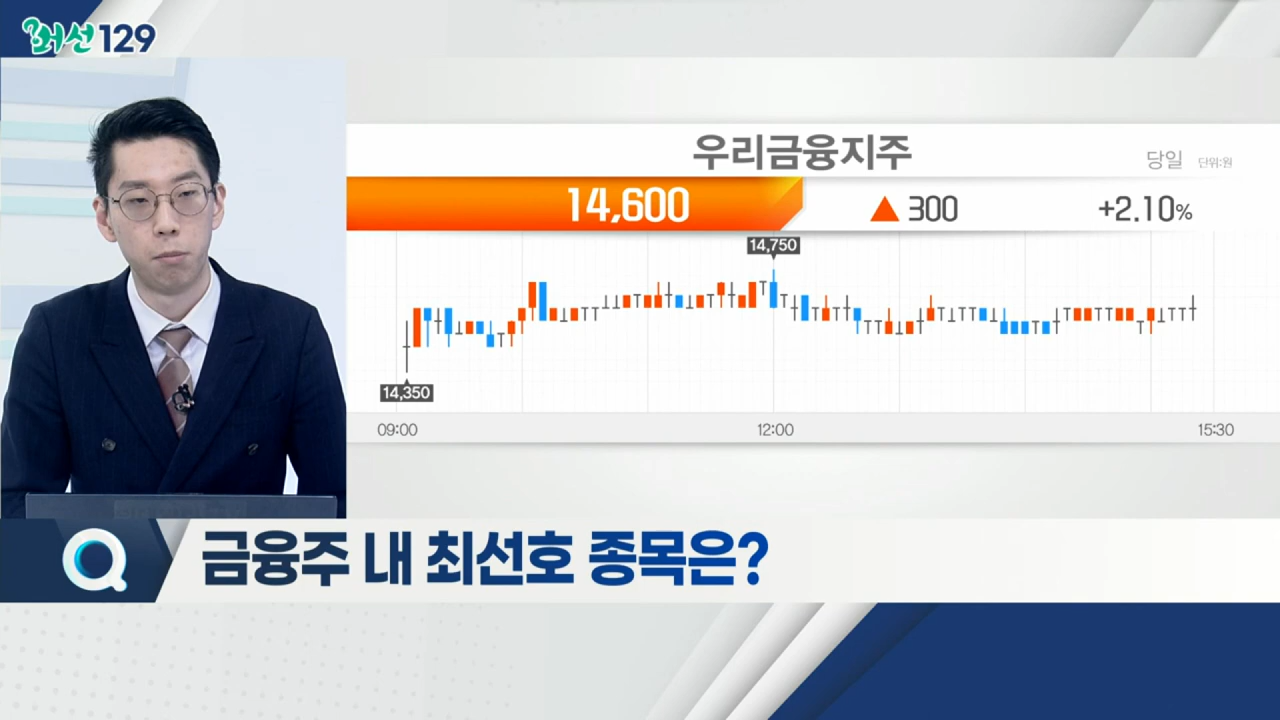 머선129
우리금융지주
당일 단위:원
14,600 ▲300 +2.10%
14,750
14,350
09:00 12:00 15:30
Q 금융주 내 최선호 종목은?